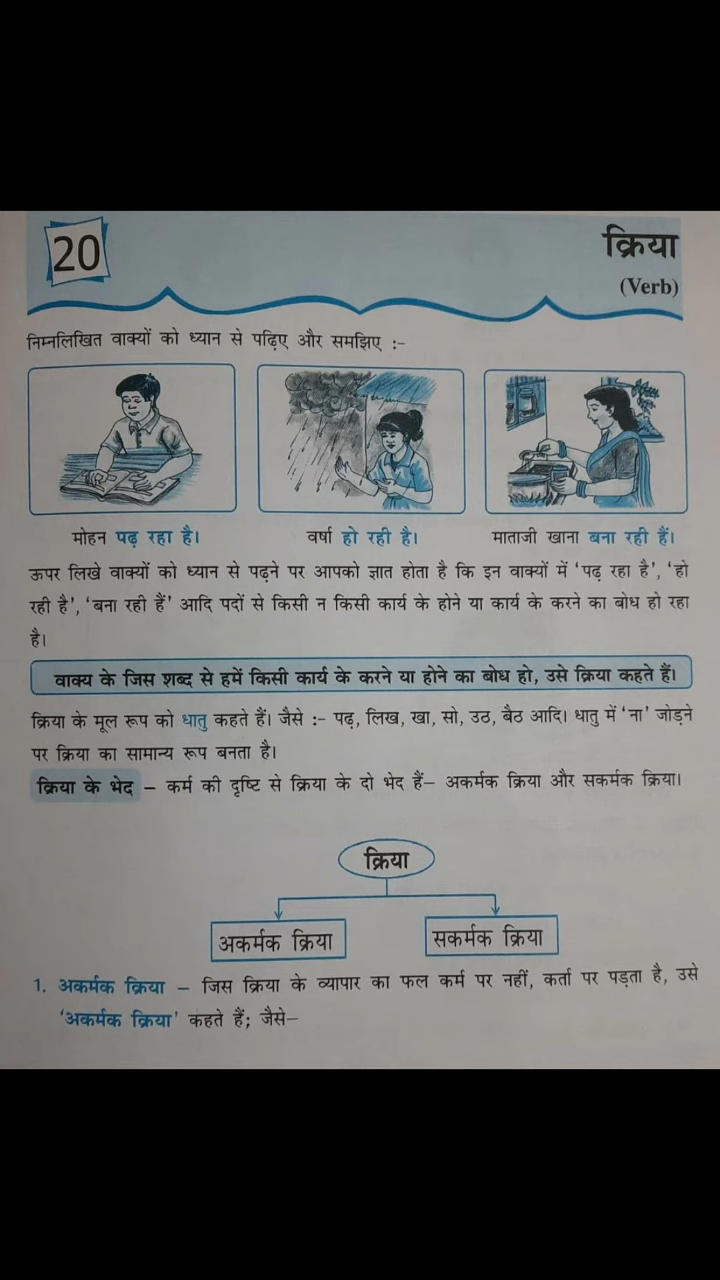 20
क्रिया
(Verb)
निम्नलिखित वाक्यों को ध्यान से पढ़िए और समझिए :-
मोहन पढ़ रहा है।
वर्षा हो रही है।
माताजी खाना बना रही हैं।
ऊपर लिखे वाक्यों को ध्यान से पढ़ने पर आपको ज्ञात होता है कि इन वाक्यों में 'पढ़ रहा है', 'हो
रही है', 'बना रही हैं' आदि पदों से किसी न किसी कार्य के होने या कार्य के करने का बोध हो रहा
है।
वाक्य के जिस शब्द से हमें किसी कार्य के करने या होने का बोध हो, उसे क्रिया कहते हैं।
क्रिया के मूल रूप को धातु कहते हैं। जैसे :- पढ़, लिख, खा, सो, उठ, बैठ आदि। धातु में 'ना' जोड़ने
पर क्रिया का सामान्य रूप बनता है।
क्रिया के भेद – कर्म की दृष्टि से क्रिया के दो भेद हैं– अकर्मक क्रिया और सकर्मक क्रिया।
क्रिया
अकर्मक क्रिया
सकर्मक क्रिया
1. अकर्मक क्रिया – जिस क्रिया के व्यापार का फल कर्म पर नहीं, कर्ता पर पड़ता है, उसे
'अकर्मक क्रिया' कहते हैं; जैसे–